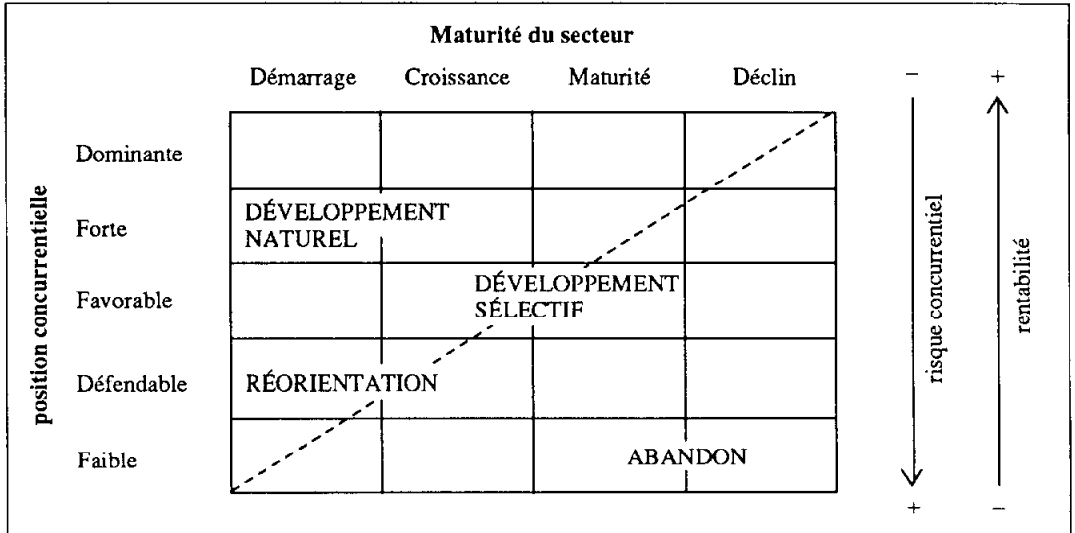 Maturité du secteur
Démarrage Croissance Maturité Déclin
− +
position concurrentielle
Dominante
Forte
DÉVELOPPEMENT
NATUREL
Favorable
DÉVELOPPEMENT
SÉLECTIF
Défendable
RÉORIENTATION
Faible
ABANDON
risque concurrentiel
rentabilité
+ −